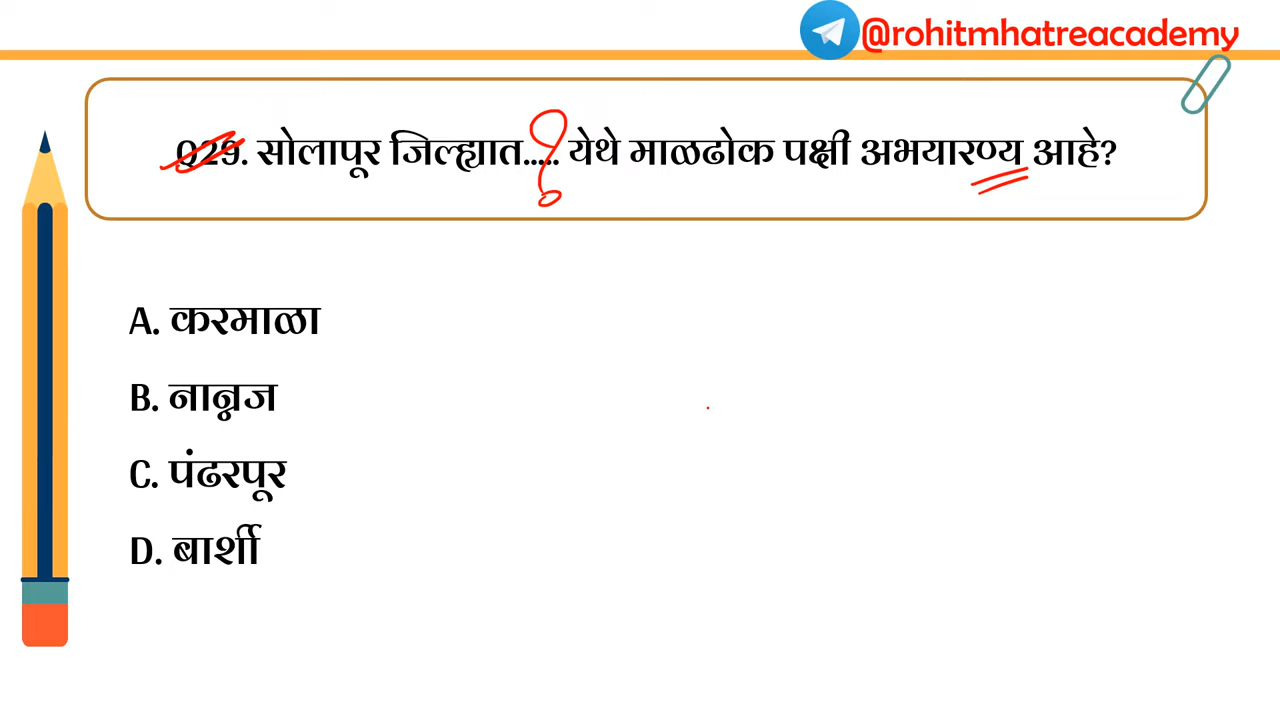 @rohitmhatreacademy
Q29. सोलापूर जिल्ह्यात..... येथे माळढोक पक्षी अभयारण्य आहे?
A. करमाळा
B. नान्नज
C. पंढरपूर
D. बार्शी